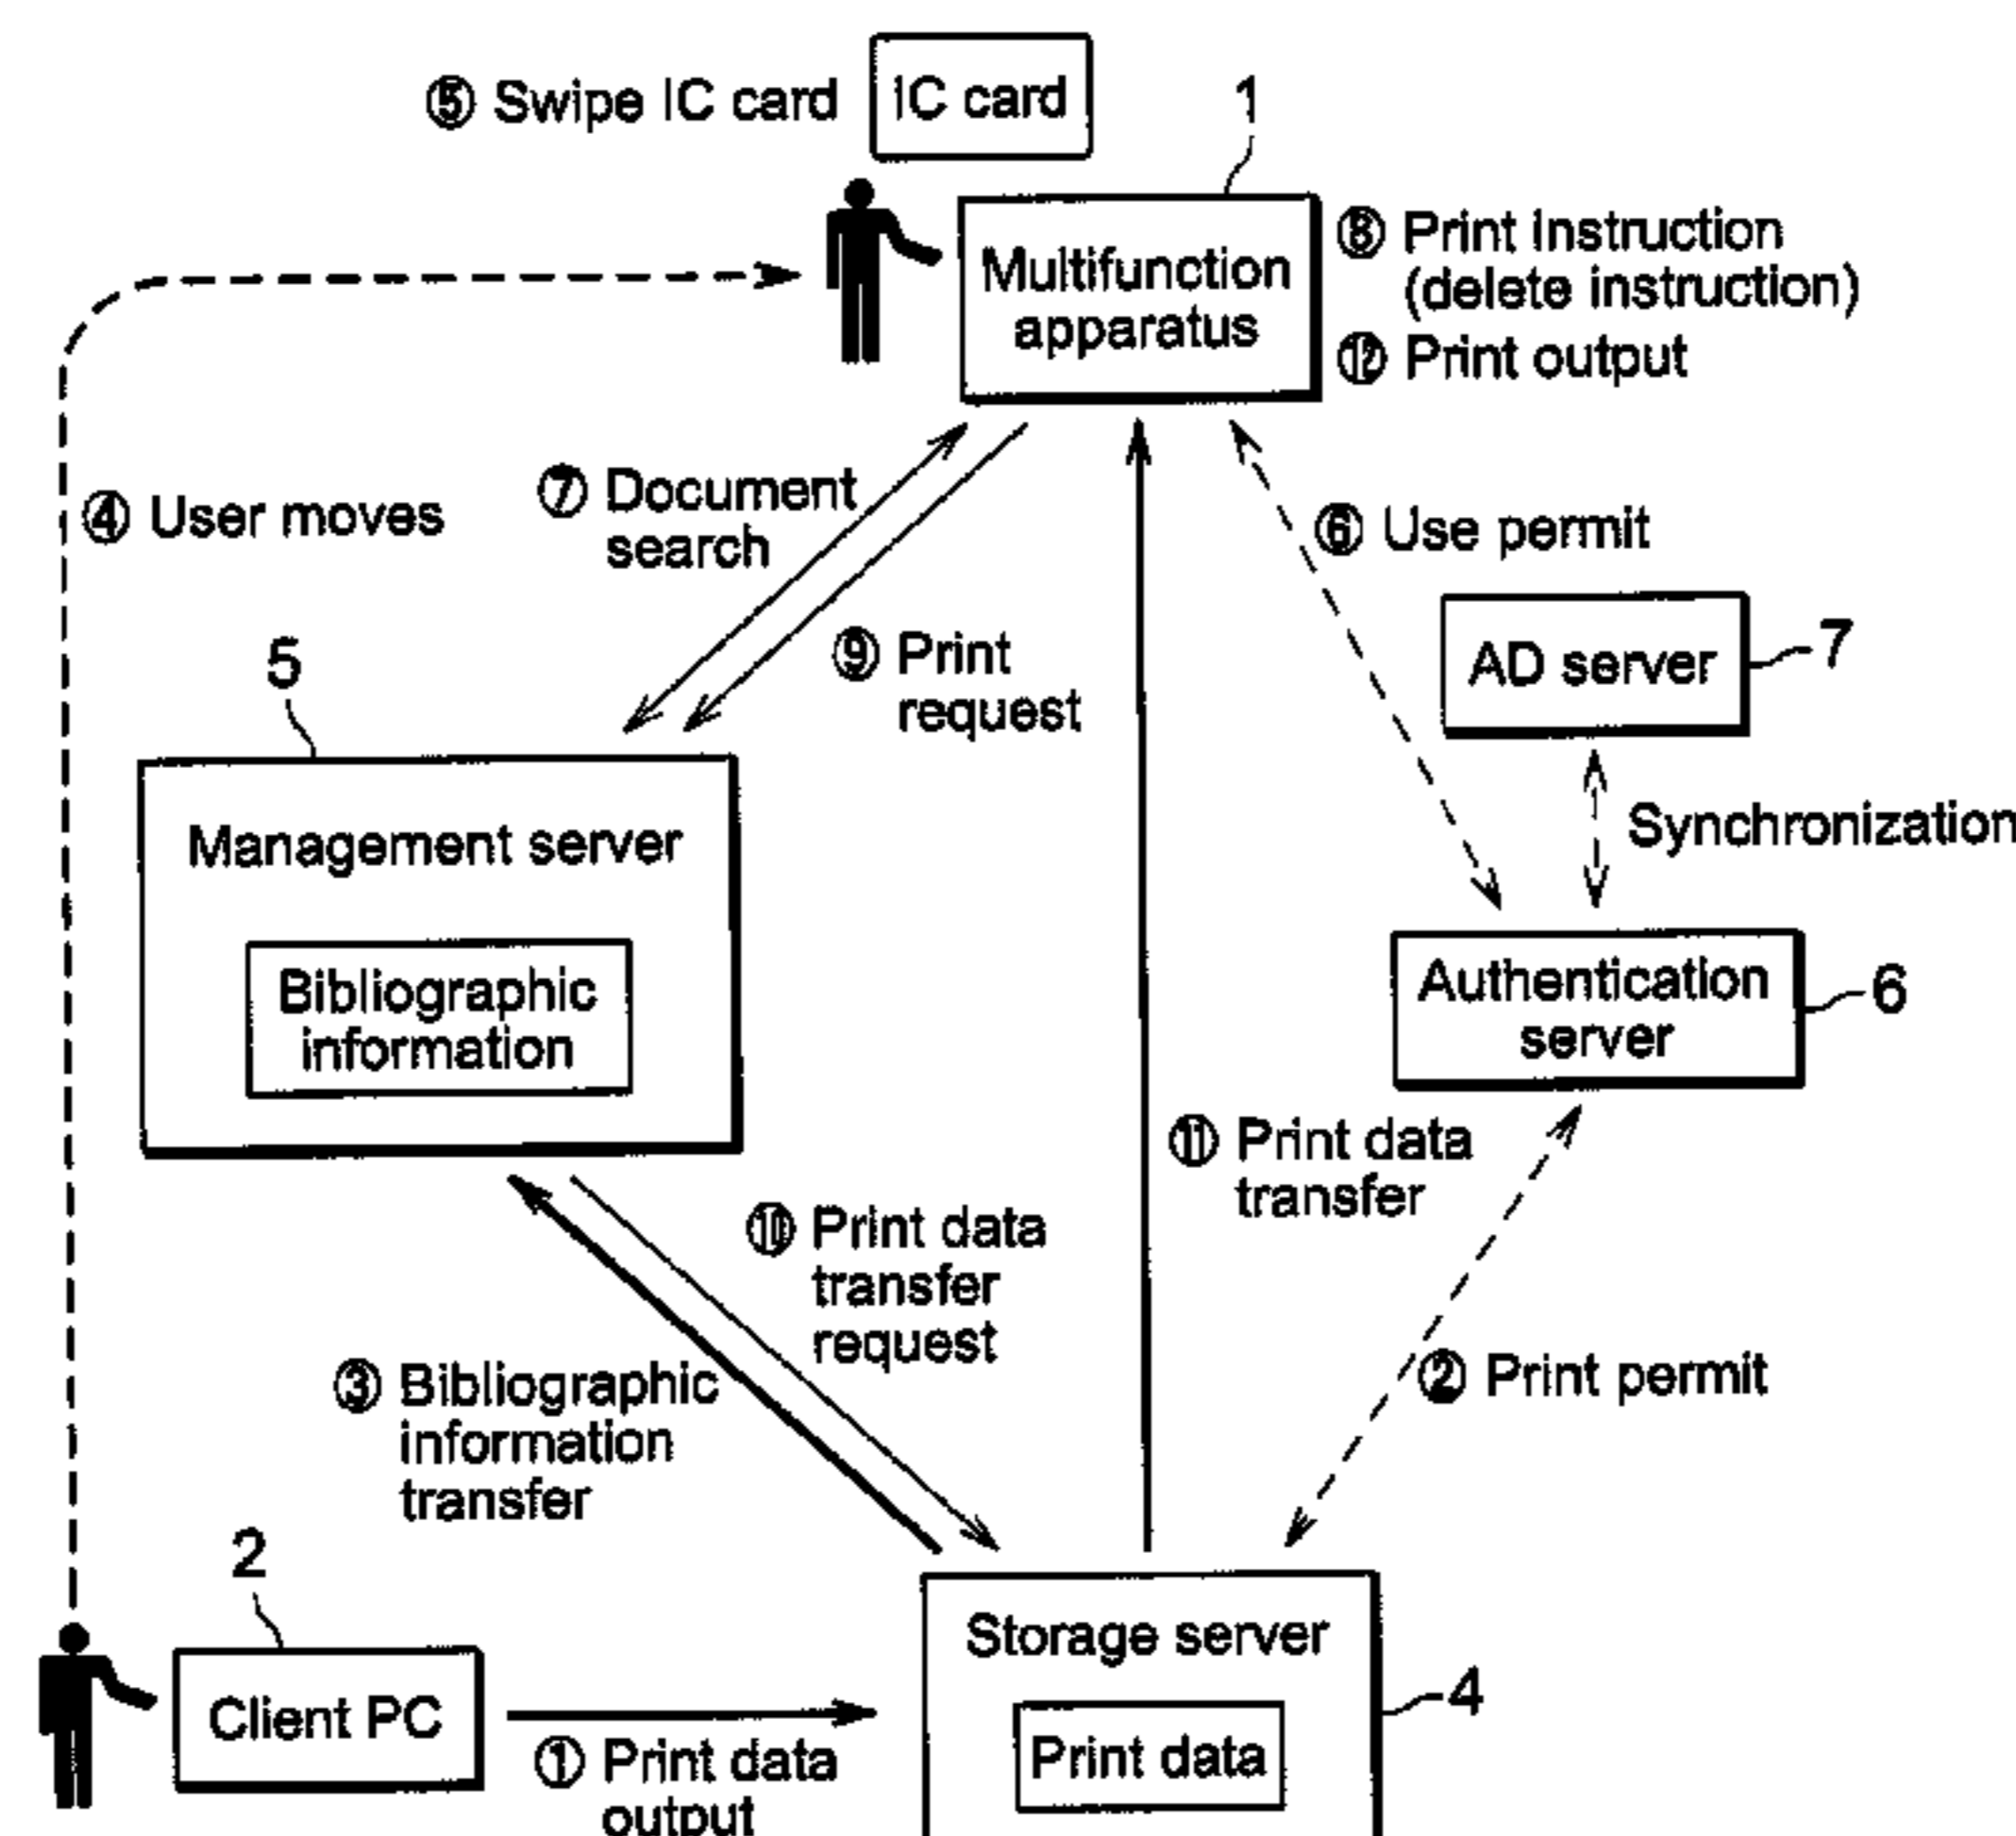 ⑤ Swipe IC card
IC card
1
Multifunction
apparatus
⑧ Print Instruction
(delete instruction)
⑫ Print output
④ User moves
⑦ Document
search
⑥ Use permit
⑨ Print
request
AD server
7
5
Management server
Synchronization
Bibliographic
information
Authentication
server
6
⑪ Print data
transfer
⑩ Print data
transfer
request
③ Bibliographic
information
transfer
② Print permit
2
Client PC
Storage server
4
Print data
① Print data
output